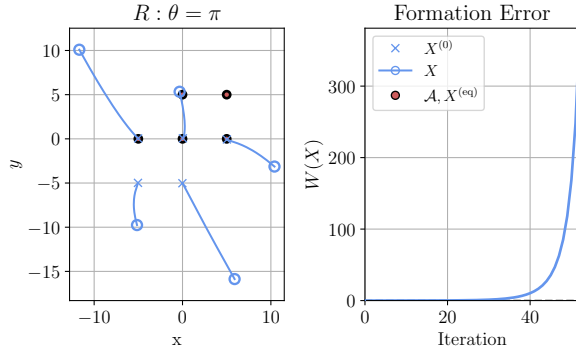 R : θ = π
10
5
0
−5
−10
−15
y
−10
0
10
x
Formation Error
X⁽⁰⁾
X
𝒜, X⁽ᵉq⁾
300
200
100
0
W(X)
0
20
40
Iteration